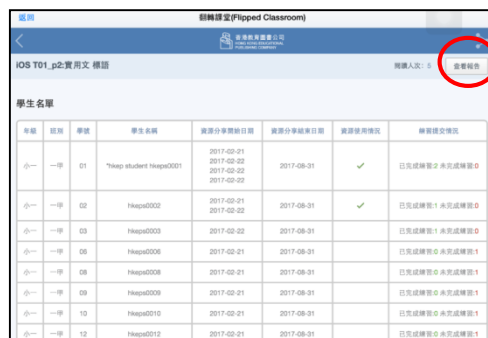 返回 翻轉課堂(Flipped Classroom)
香港教育圖書公司
HONG KONG EDUCATIONAL PUBLISHING COMPANY
iOS T01_p2:實用文 標語 閱讀人次: 5 查看報告
學生名單
年級 班別 學號 學生名稱 資源分享開始日期 資源分享結束日期 資源使用情況 練習提交情況
小一 一甲 01 *hkep student hkeps0001 2017-02-21 2017-02-22 2017-02-22 2017-02-22 2017-08-31 ✓ 已完成練習:2 未完成練習:0
小一 一甲 02 hkeps0002 2017-02-21 2017-02-22 2017-08-31 ✓ 已完成練習:1 未完成練習:0
小一 一甲 03 hkeps0003 2017-02-22 2017-08-31 已完成練習:1 未完成練習:0
小一 一甲 06 hkeps0006 2017-02-21 2017-08-31 已完成練習:0 未完成練習:1
小一 一甲 08 hkeps0008 2017-02-21 2017-08-31 已完成練習:0 未完成練習:1
小一 一甲 09 hkeps0009 2017-02-21 2017-08-31 已完成練習:0 未完成練習:1
小一 一甲 10 hkeps0010 2017-02-21 2017-08-31 已完成練習:0 未完成練習:1
小一 一甲 12 hkeps0012 2017-02-21 2017-08-31 已完成練習:0 未完成練習:1